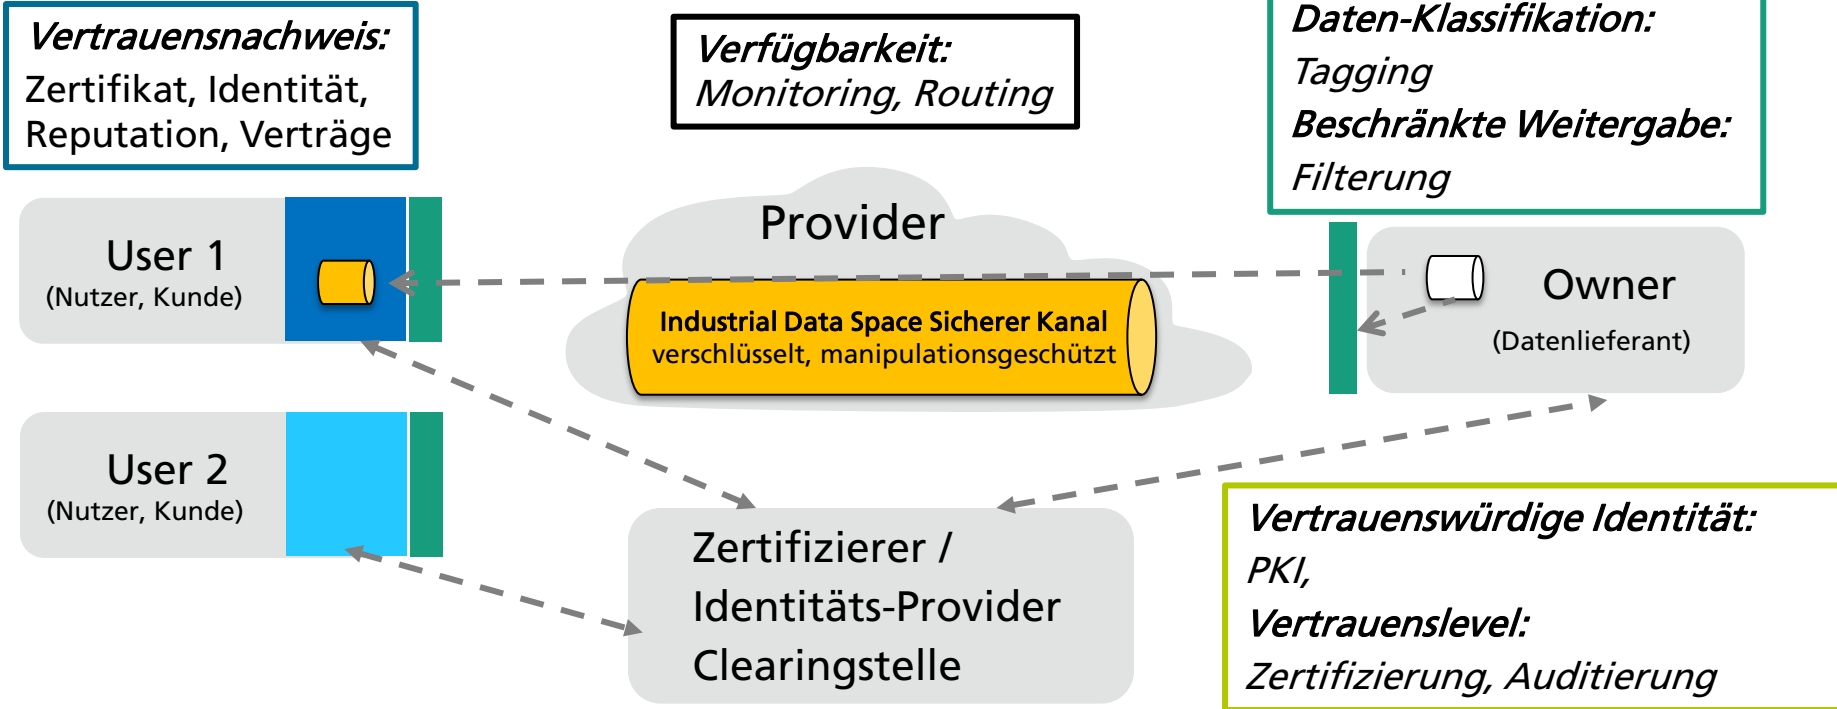 Vertrauensnachweis:
Zertifikat, Identität,
Reputation, Verträge
Verfügbarkeit:
Monitoring, Routing
Daten-Klassifikation:
Tagging
Beschränkte Weitergabe:
Filterung
User 1
(Nutzer, Kunde)
Provider
Industrial Data Space Sicherer Kanal
verschlüsselt, manipulationsgeschützt
Owner
(Datenlieferant)
User 2
(Nutzer, Kunde)
Zertifizierer /
Identitäts-Provider
Clearingstelle
Vertrauenswürdige Identität:
PKI,
Vertrauenslevel:
Zertifizierung, Auditierung